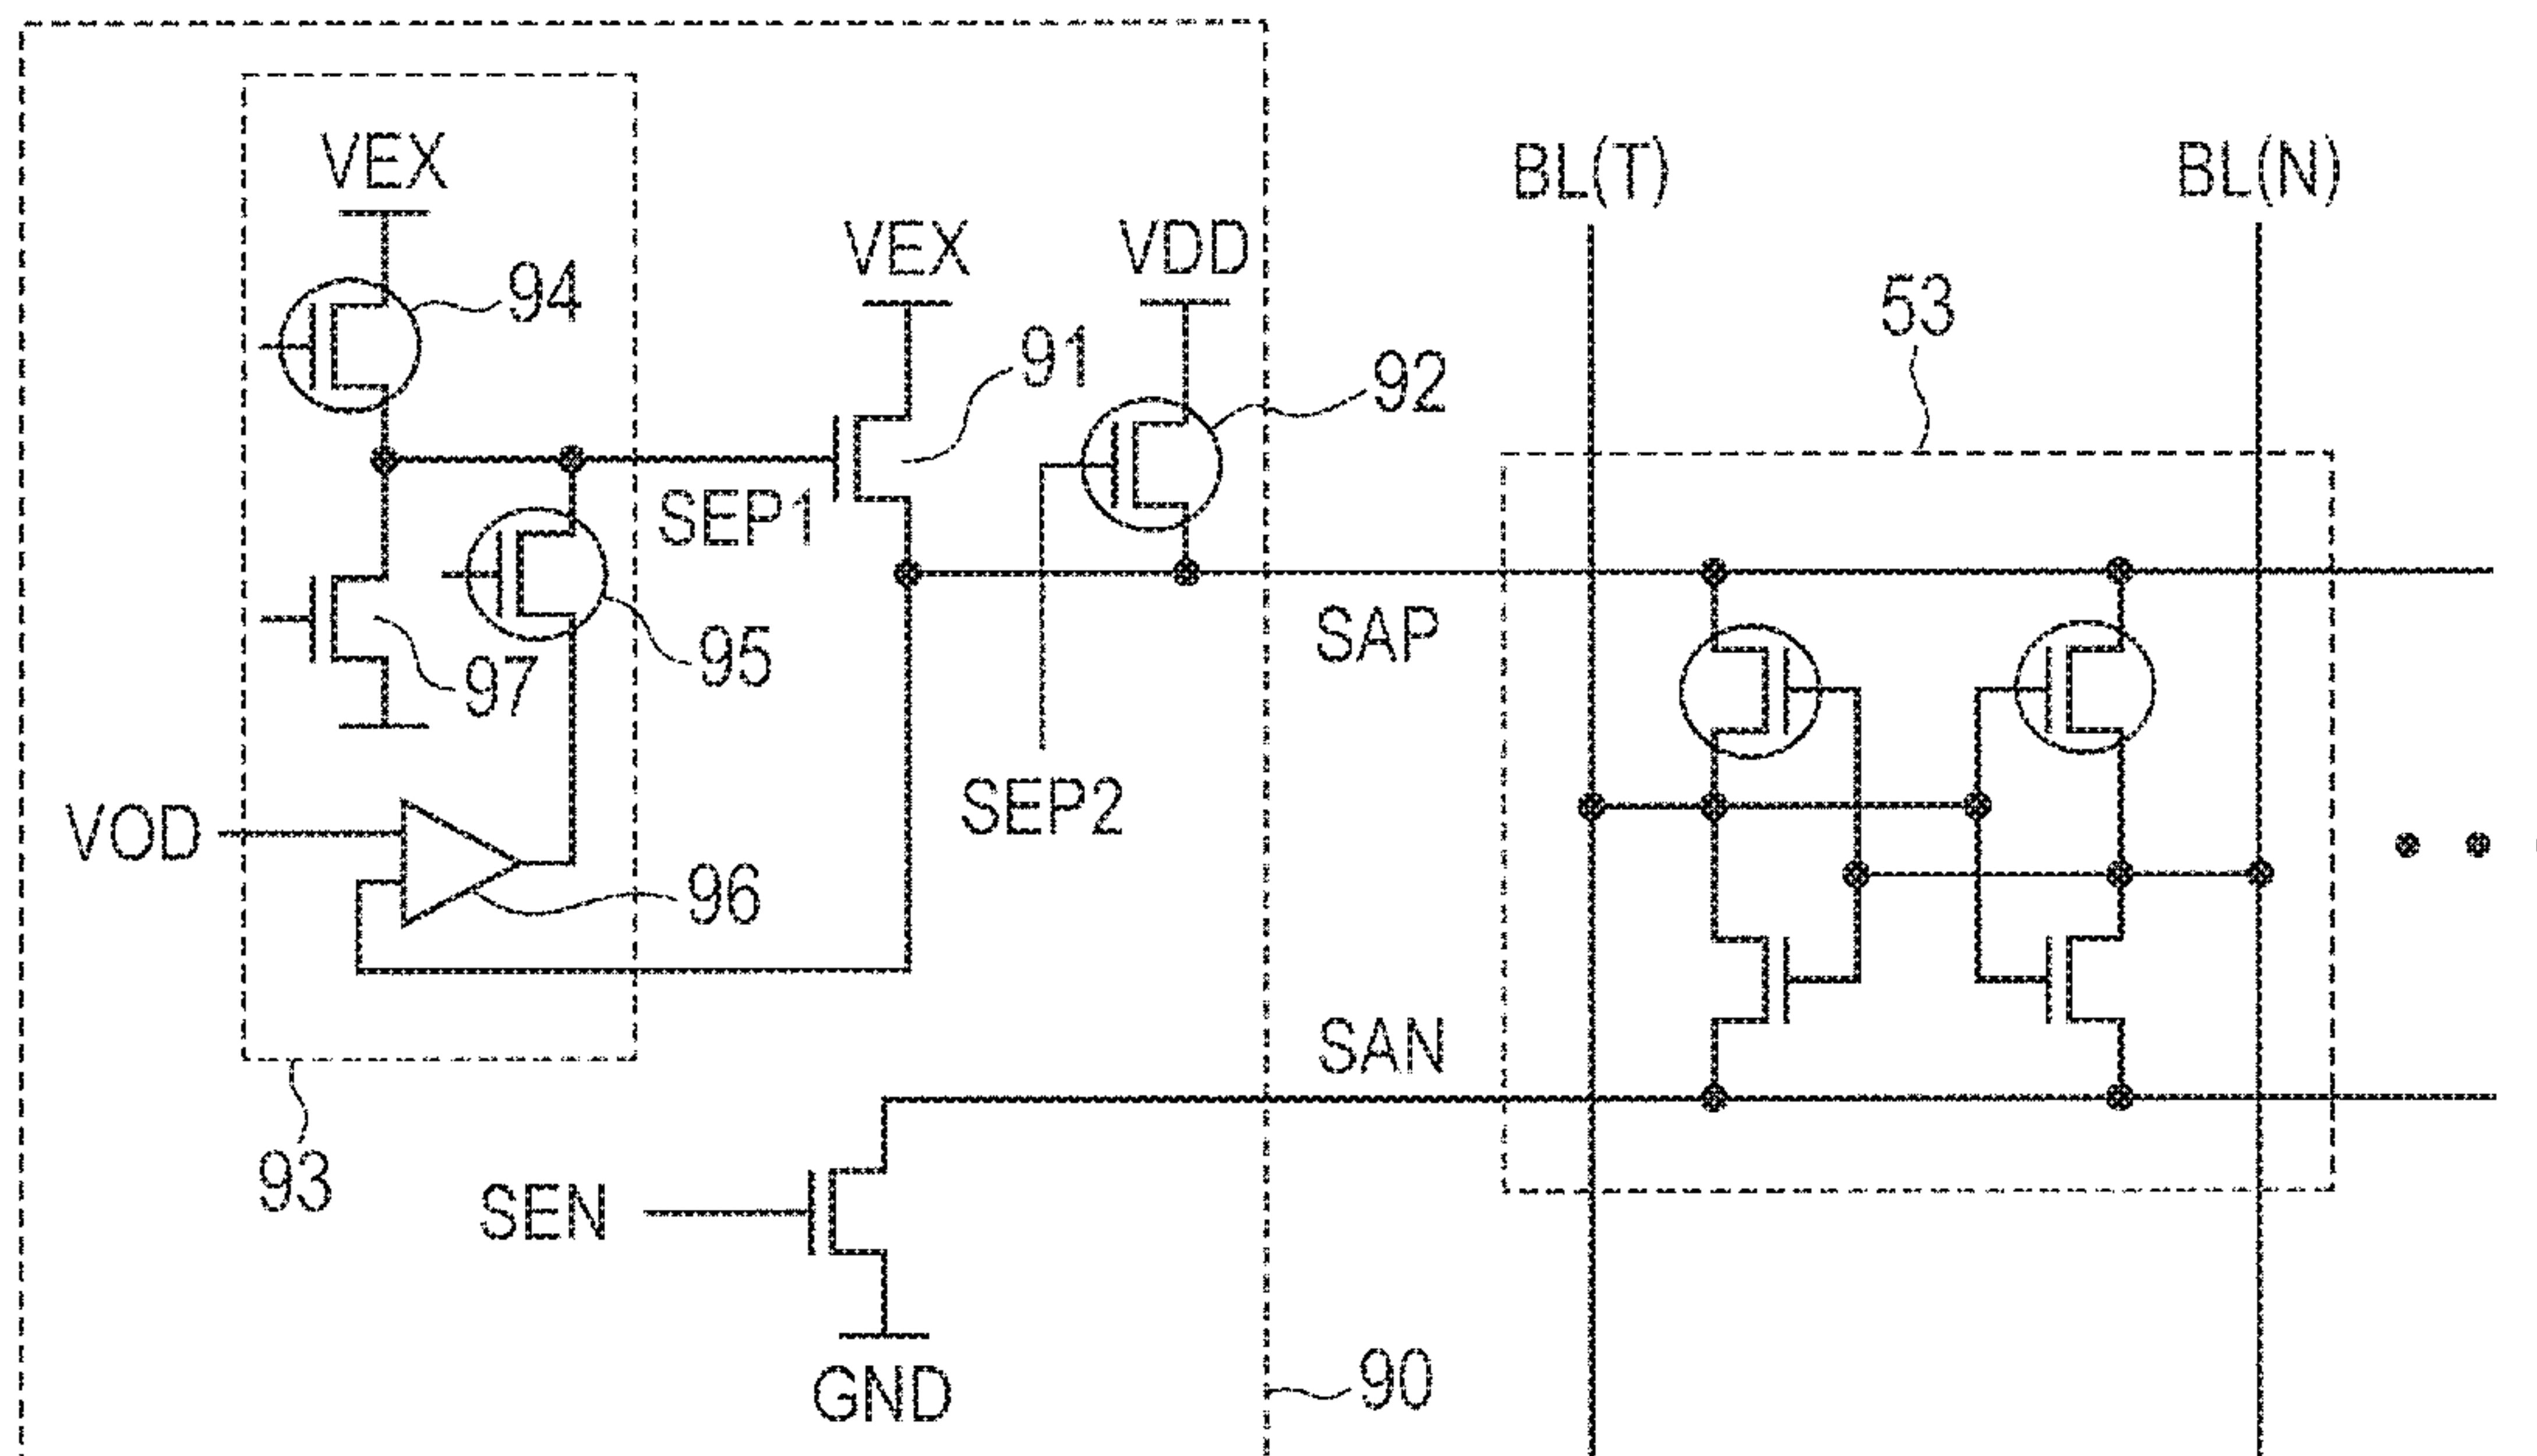 VEX
BL(T)
BL(N)
VEX
VDD
94
53
91
92
SEP1
SAP
95
97
SEP2
VOD
96
SAN
93
SEN
GND
90